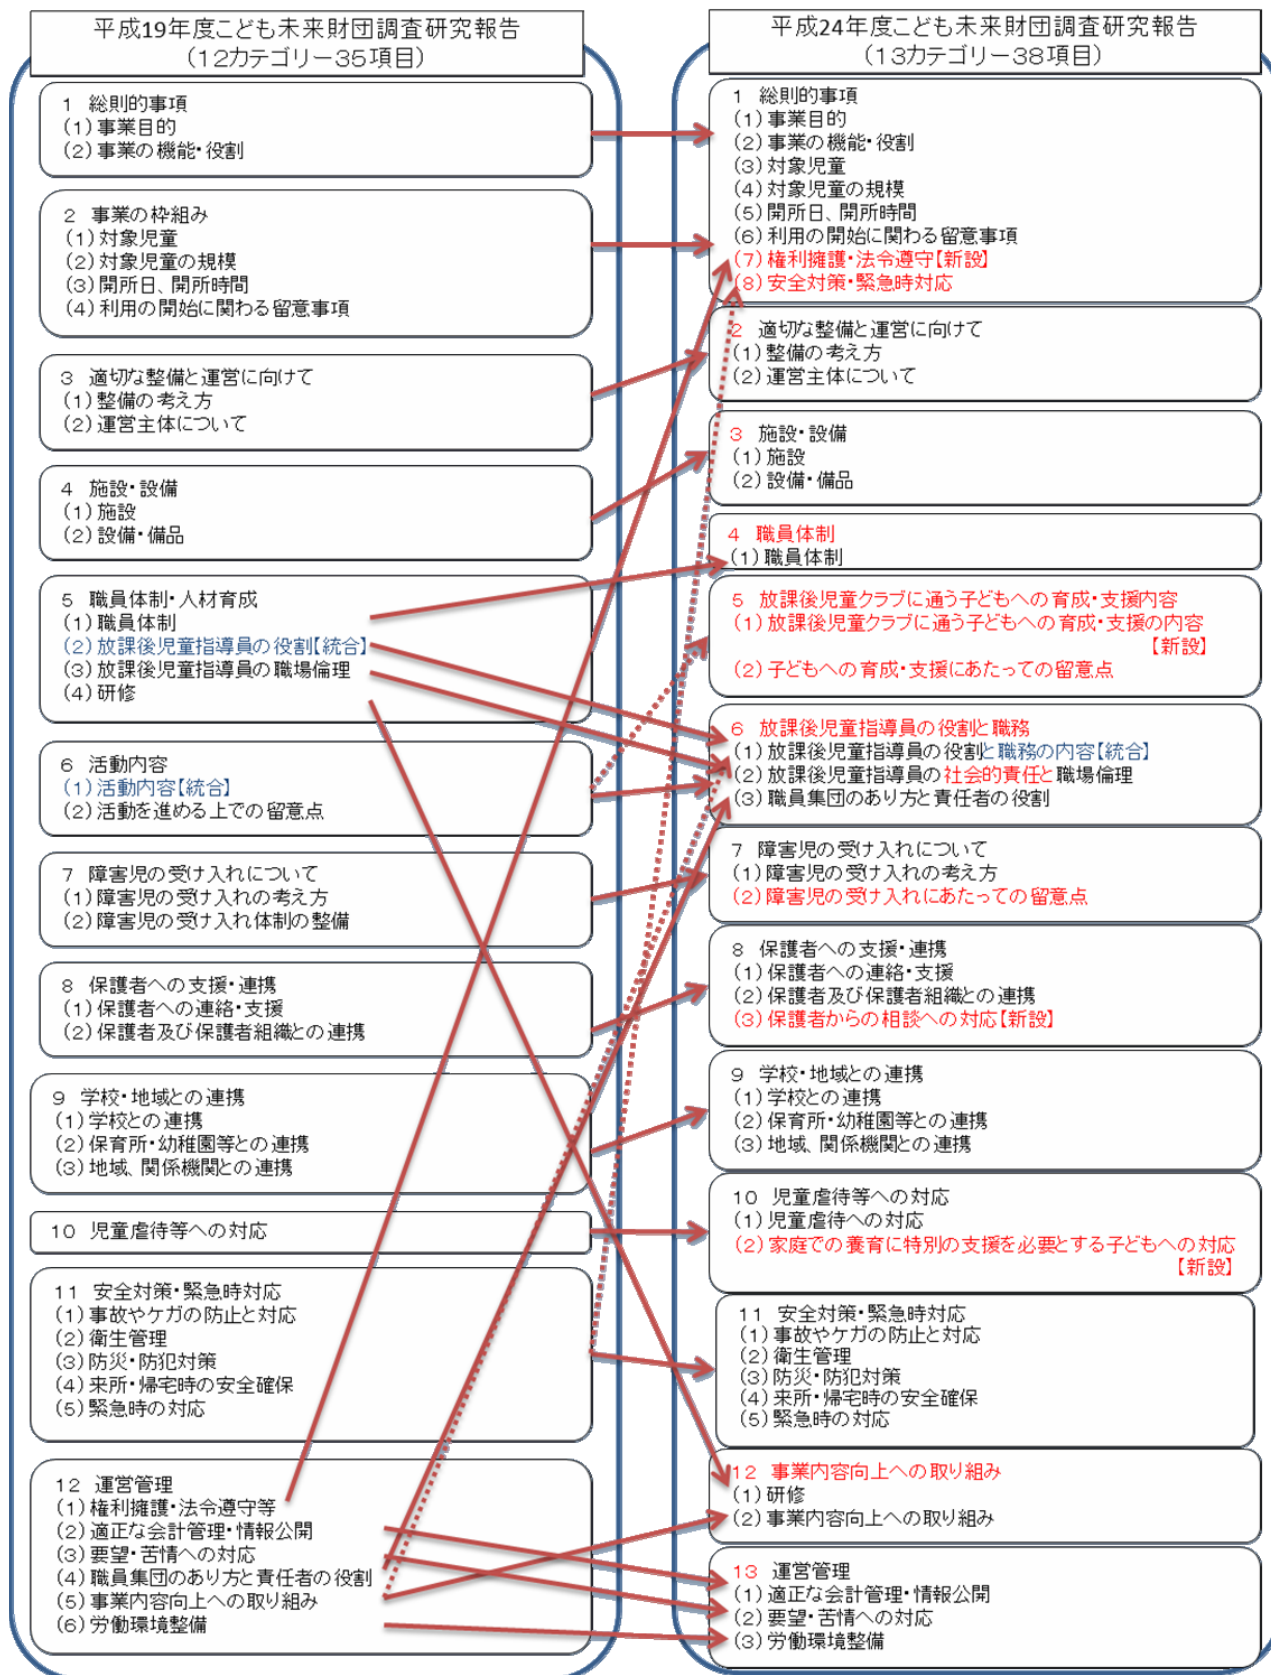 平成19年度こども未来財団調査研究報告
（12カテゴリー35項目）
1 総則的事項
(1)事業目的
(2)事業の機能・役割
2 事業の枠組み
(1)対象児童
(2)対象児童の規模
(3)開所日、開所時間
(4)利用の開始に関わる留意事項
3 適切な整備と運営に向けて
(1)整備の考え方
(2)運営主体について
4 施設・設備
(1)施設
(2)設備・備品
5 職員体制・人材育成
(1)職員体制
(2)放課後児童指導員の役割【統合】
(3)放課後児童指導員の職場倫理
(4)研修
6 活動内容
(1)活動内容【統合】
(2)活動を進める上での留意点
7 障害児の受け入れについて
(1)障害児の受け入れの考え方
(2)障害児の受け入れ体制の整備
8 保護者への支援・連携
(1)保護者への連絡・支援
(2)保護者及び保護者組織との連携
9 学校・地域との連携
(1)学校との連携
(2)保育所・幼稚園等との連携
(3)地域、関係機関との連携
10 児童虐待等への対応
11 安全対策・緊急時対応
(1)事故やケガの防止と対応
(2)衛生管理
(3)防災・防犯対策
(4)来所・帰宅時の安全確保
(5)緊急時の対応
12 運営管理
(1)権利擁護・法令遵守等
(2)適正な会計管理・情報公開
(3)要望・苦情への対応
(4)職員集団のあり方と責任者の役割
(5)事業内容向上への取り組み
(6)労働環境整備
平成24年度こども未来財団調査研究報告
（13カテゴリー38項目）
1 総則的事項
(1)事業目的
(2)事業の機能・役割
(3)対象児童
(4)対象児童の規模
(5)開所日、開所時間
(6)利用の開始に関わる留意事項
(7)権利擁護・法令遵守【新設】
(8)安全対策・緊急時対応
2 適切な整備と運営に向けて
(1)整備の考え方
(2)運営主体について
3 施設・設備
(1)施設
(2)設備・備品
4 職員体制
(1)職員体制
5 放課後児童クラブに通う子どもへの育成・支援内容
(1)放課後児童クラブに通う子どもへの育成・支援の内容
【新設】
(2)子どもへの育成・支援にあたっての留意点
6 放課後児童指導員の役割と職務
(1)放課後児童指導員の役割と職務の内容【統合】
(2)放課後児童指導員の社会的責任と職場倫理
(3)職員集団のあり方と責任者の役割
7 障害児の受け入れについて
(1)障害児の受け入れの考え方
(2)障害児の受け入れにあたっての留意点
8 保護者への支援・連携
(1)保護者への連絡・支援
(2)保護者及び保護者組織との連携
(3)保護者からの相談への対応【新設】
9 学校・地域との連携
(1)学校との連携
(2)保育所・幼稚園等との連携
(3)地域、関係機関との連携
10 児童虐待等への対応
(1)児童虐待への対応
(2)家庭での養育に特別の支援を必要とする子どもへの対応
【新設】
11 安全対策・緊急時対応
(1)事故やケガの防止と対応
(2)衛生管理
(3)防災・防犯対策
(4)来所・帰宅時の安全確保
(5)緊急時の対応
12 事業内容向上への取り組み
(1)研修
(2)事業内容向上への取り組み
13 運営管理
(1)適正な会計管理・情報公開
(2)要望・苦情への対応
(3)労働環境整備